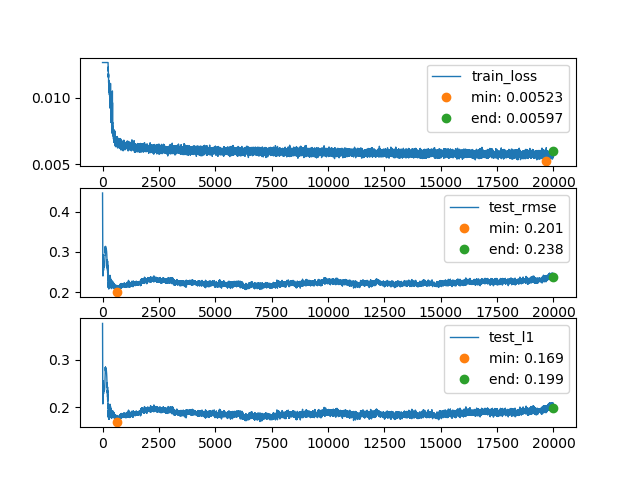 train_loss
min: 0.00523
end: 0.00597
0.010
0.005
0 2500 5000 7500 10000 12500 15000 17500 20000
test_rmse
min: 0.201
end: 0.238
0.4
0.3
0.2
0 2500 5000 7500 10000 12500 15000 17500 20000
test_l1
min: 0.169
end: 0.199
0.3
0.2
0 2500 5000 7500 10000 12500 15000 17500 20000